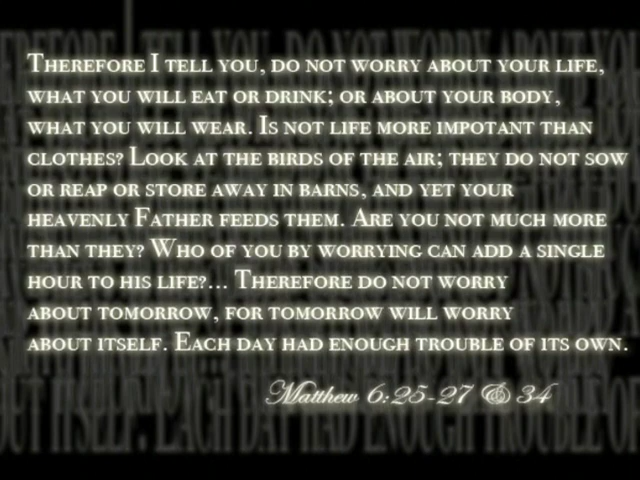 Therefore I tell you, do not worry about your life,
what you will eat or drink; or about your body,
what you will wear. Is not life more impotant than
clothes? Look at the birds of the air; they do not sow
or reap or store away in barns, and yet your
heavenly Father feeds them. Are you not much more
than they? Who of you by worrying can add a single
hour to his life?... Therefore do not worry
about tomorrow, for tomorrow will worry
about itself. Each day had enough trouble of its own.
Matthew 6:25-27 & 34